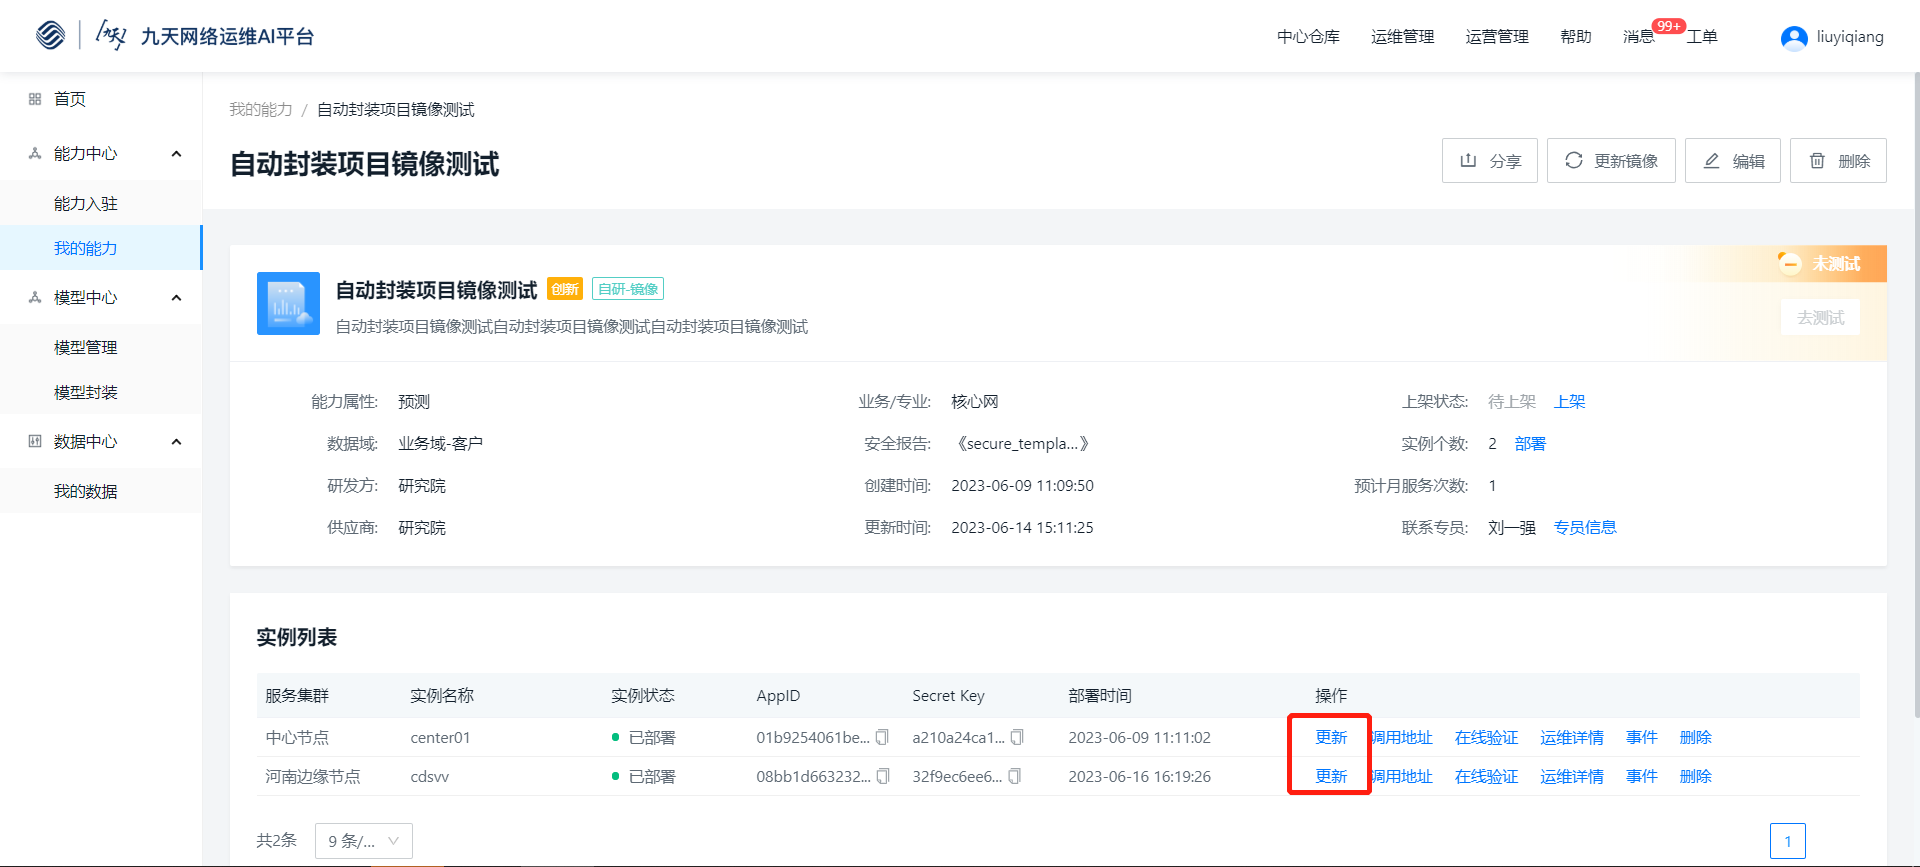 九天 九天网络运维AI平台
中心仓库 运维管理 运营管理 帮助 消息 99+ 工单 liuyiqiang
首页
能力中心
能力入驻
我的能力
模型中心
模型管理
模型封装
数据中心
我的数据
我的能力 / 自动封装项目镜像测试
自动封装项目镜像测试
分享 更新镜像 编辑 删除
未测试
自动封装项目镜像测试 创新 自研-镜像
去测试
自动封装项目镜像测试自动封装项目镜像测试自动封装项目镜像测试
能力属性: 预测 业务/专业: 核心网 上架状态: 待上架 上架
数据域: 业务域-客户 安全报告: 《secure_templa...》 实例个数: 2 部署
研发方: 研究院 创建时间: 2023-06-09 11:09:50 预计月服务次数: 1
供应商: 研究院 更新时间: 2023-06-14 15:11:25 联系专员: 刘一强 专员信息
实例列表
服务集群 实例名称 实例状态 AppID Secret Key 部署时间 操作
中心节点 center01 已部署 01b9254061be... a210a24ca1... 2023-06-09 11:11:02 更新 调用地址 在线验证 运维详情 事件 删除
河南边缘节点 cdsvv 已部署 08bb1d663232... 32f9ec6ee6... 2023-06-16 16:19:26 更新 调用地址 在线验证 运维详情 事件 删除
共2条 9 条/... 1